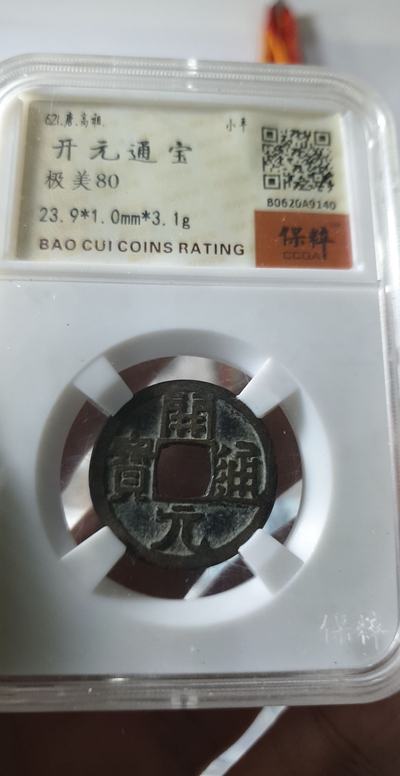 621.唐.高祖. 小平
开元通宝
极美80
23.9*1.0mm*3.1g
BAO CUI COINS RATING
B0620A9140
保粹
CCGA
開
寶 通
元
保粹